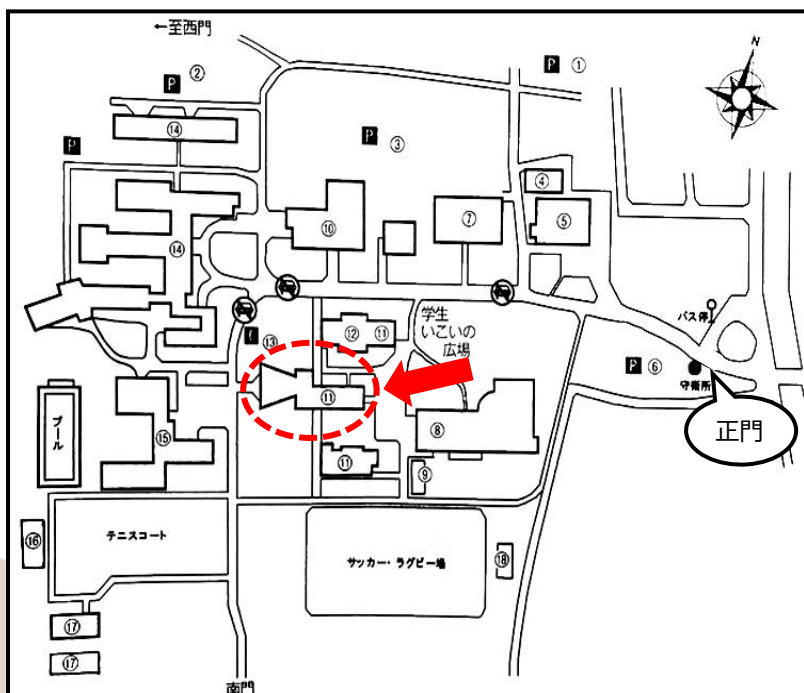 ←至西門
N
P ①
P ②
⑭
P ③
P
④
⑦
⑤
⑩
⑭
バス停
学生
いこいの
広場
⑫ ⑪
⑬
P ⑥
守衛所
正門
⑪
プール
⑮
⑧
⑪
⑨
テニスコート
サッカー・ラグビー場
⑯
⑱
⑰
⑰
南門